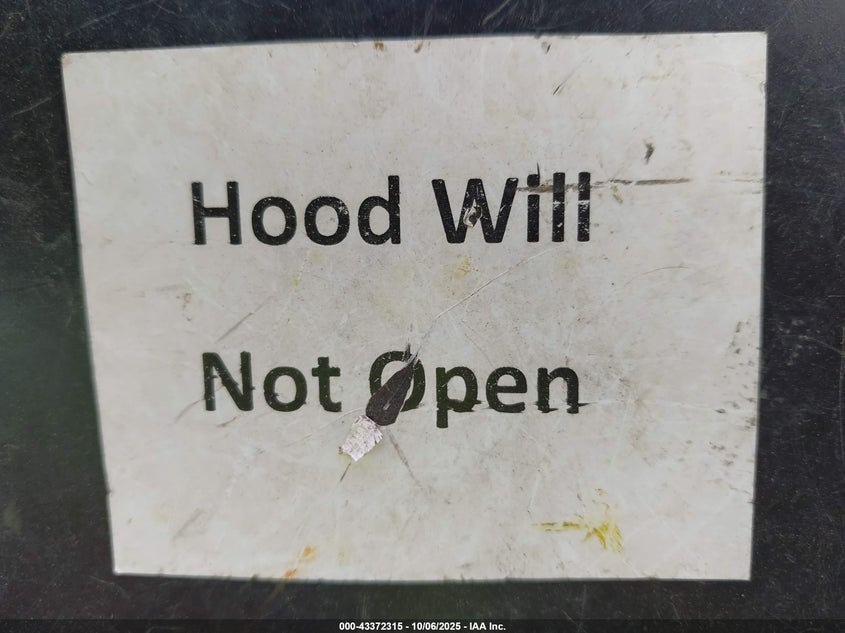 Hood Will
Not Open
000-43372315 - 10/06/2025 - IAA Inc.